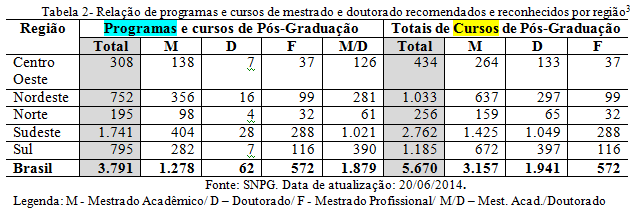 Tabela 2- Relação de programas e cursos de mestrado e doutorado recomendados e reconhecidos por região3
Região Programas e cursos de Pós-Graduação Totais de Cursos de Pós-Graduação
Total M D F M/D Total M D F
Centro Oeste 308 138 7 37 126 434 264 133 37
Nordeste 752 356 16 99 281 1.033 637 297 99
Norte 195 98 4 32 61 256 159 65 32
Sudeste 1.741 404 28 288 1.021 2.762 1.425 1.049 288
Sul 795 282 7 116 390 1.185 672 397 116
Brasil 3.791 1.278 62 572 1.879 5.670 3.157 1.941 572
Fonte: SNPG. Data de atualização: 20/06/2014.
Legenda: M - Mestrado Acadêmico/ D – Doutorado/ F - Mestrado Profissional/ M/D – Mest. Acad./Doutorado